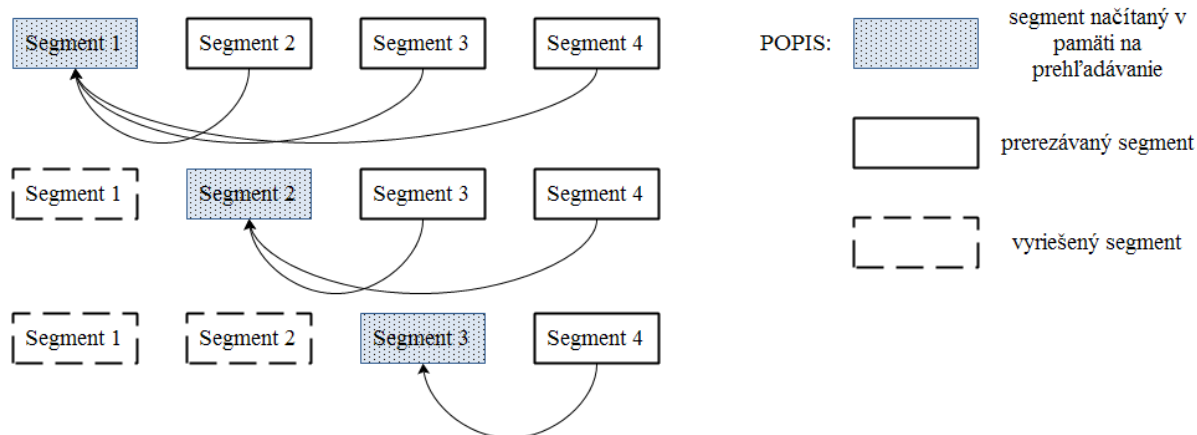 Segment 1
Segment 2
Segment 3
Segment 4
POPIS:
segment načítaný v
pamäti na
prehľadávanie
prerezávaný segment
vyriešený segment
Segment 1
Segment 2
Segment 3
Segment 4
Segment 1
Segment 2
Segment 3
Segment 4